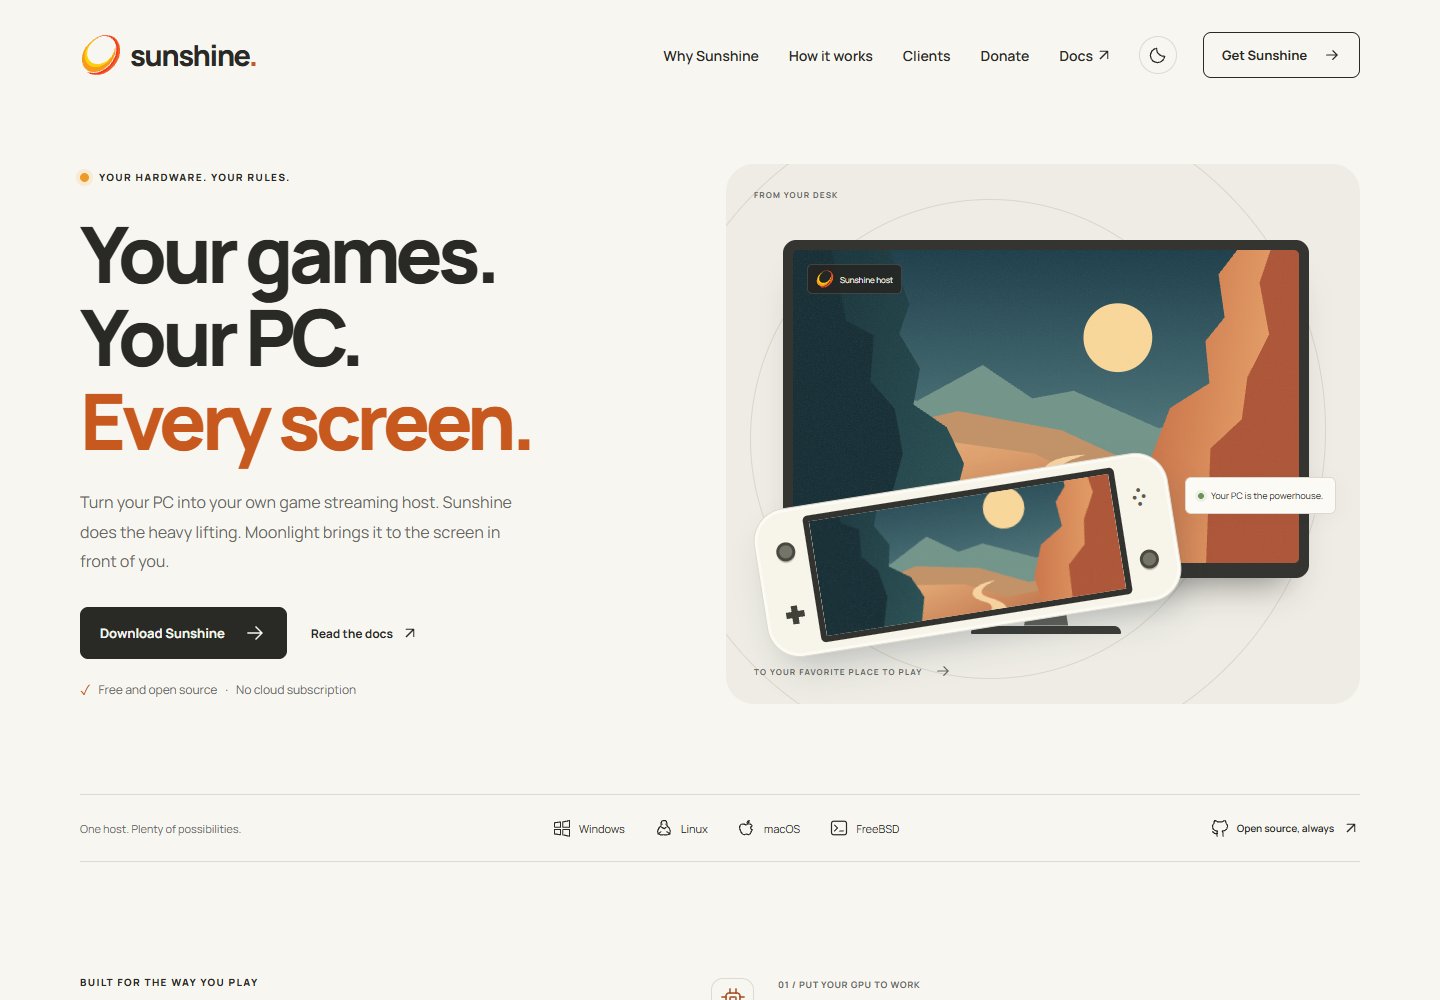 sunshine.
Why Sunshine
How it works
Clients
Donate
Docs
Get Sunshine
YOUR HARDWARE. YOUR RULES.
Your games.
Your PC.
Every screen.
Turn your PC into your own game streaming host. Sunshine
does the heavy lifting. Moonlight brings it to the screen in
front of you.
Download Sunshine
Read the docs
Free and open source · No cloud subscription
FROM YOUR DESK
Sunshine host
Your PC is the powerhouse.
TO YOUR FAVORITE PLACE TO PLAY
One host. Plenty of possibilities.
Windows
Linux
macOS
FreeBSD
Open source, always
BUILT FOR THE WAY YOU PLAY
01 / PUT YOUR GPU TO WORK